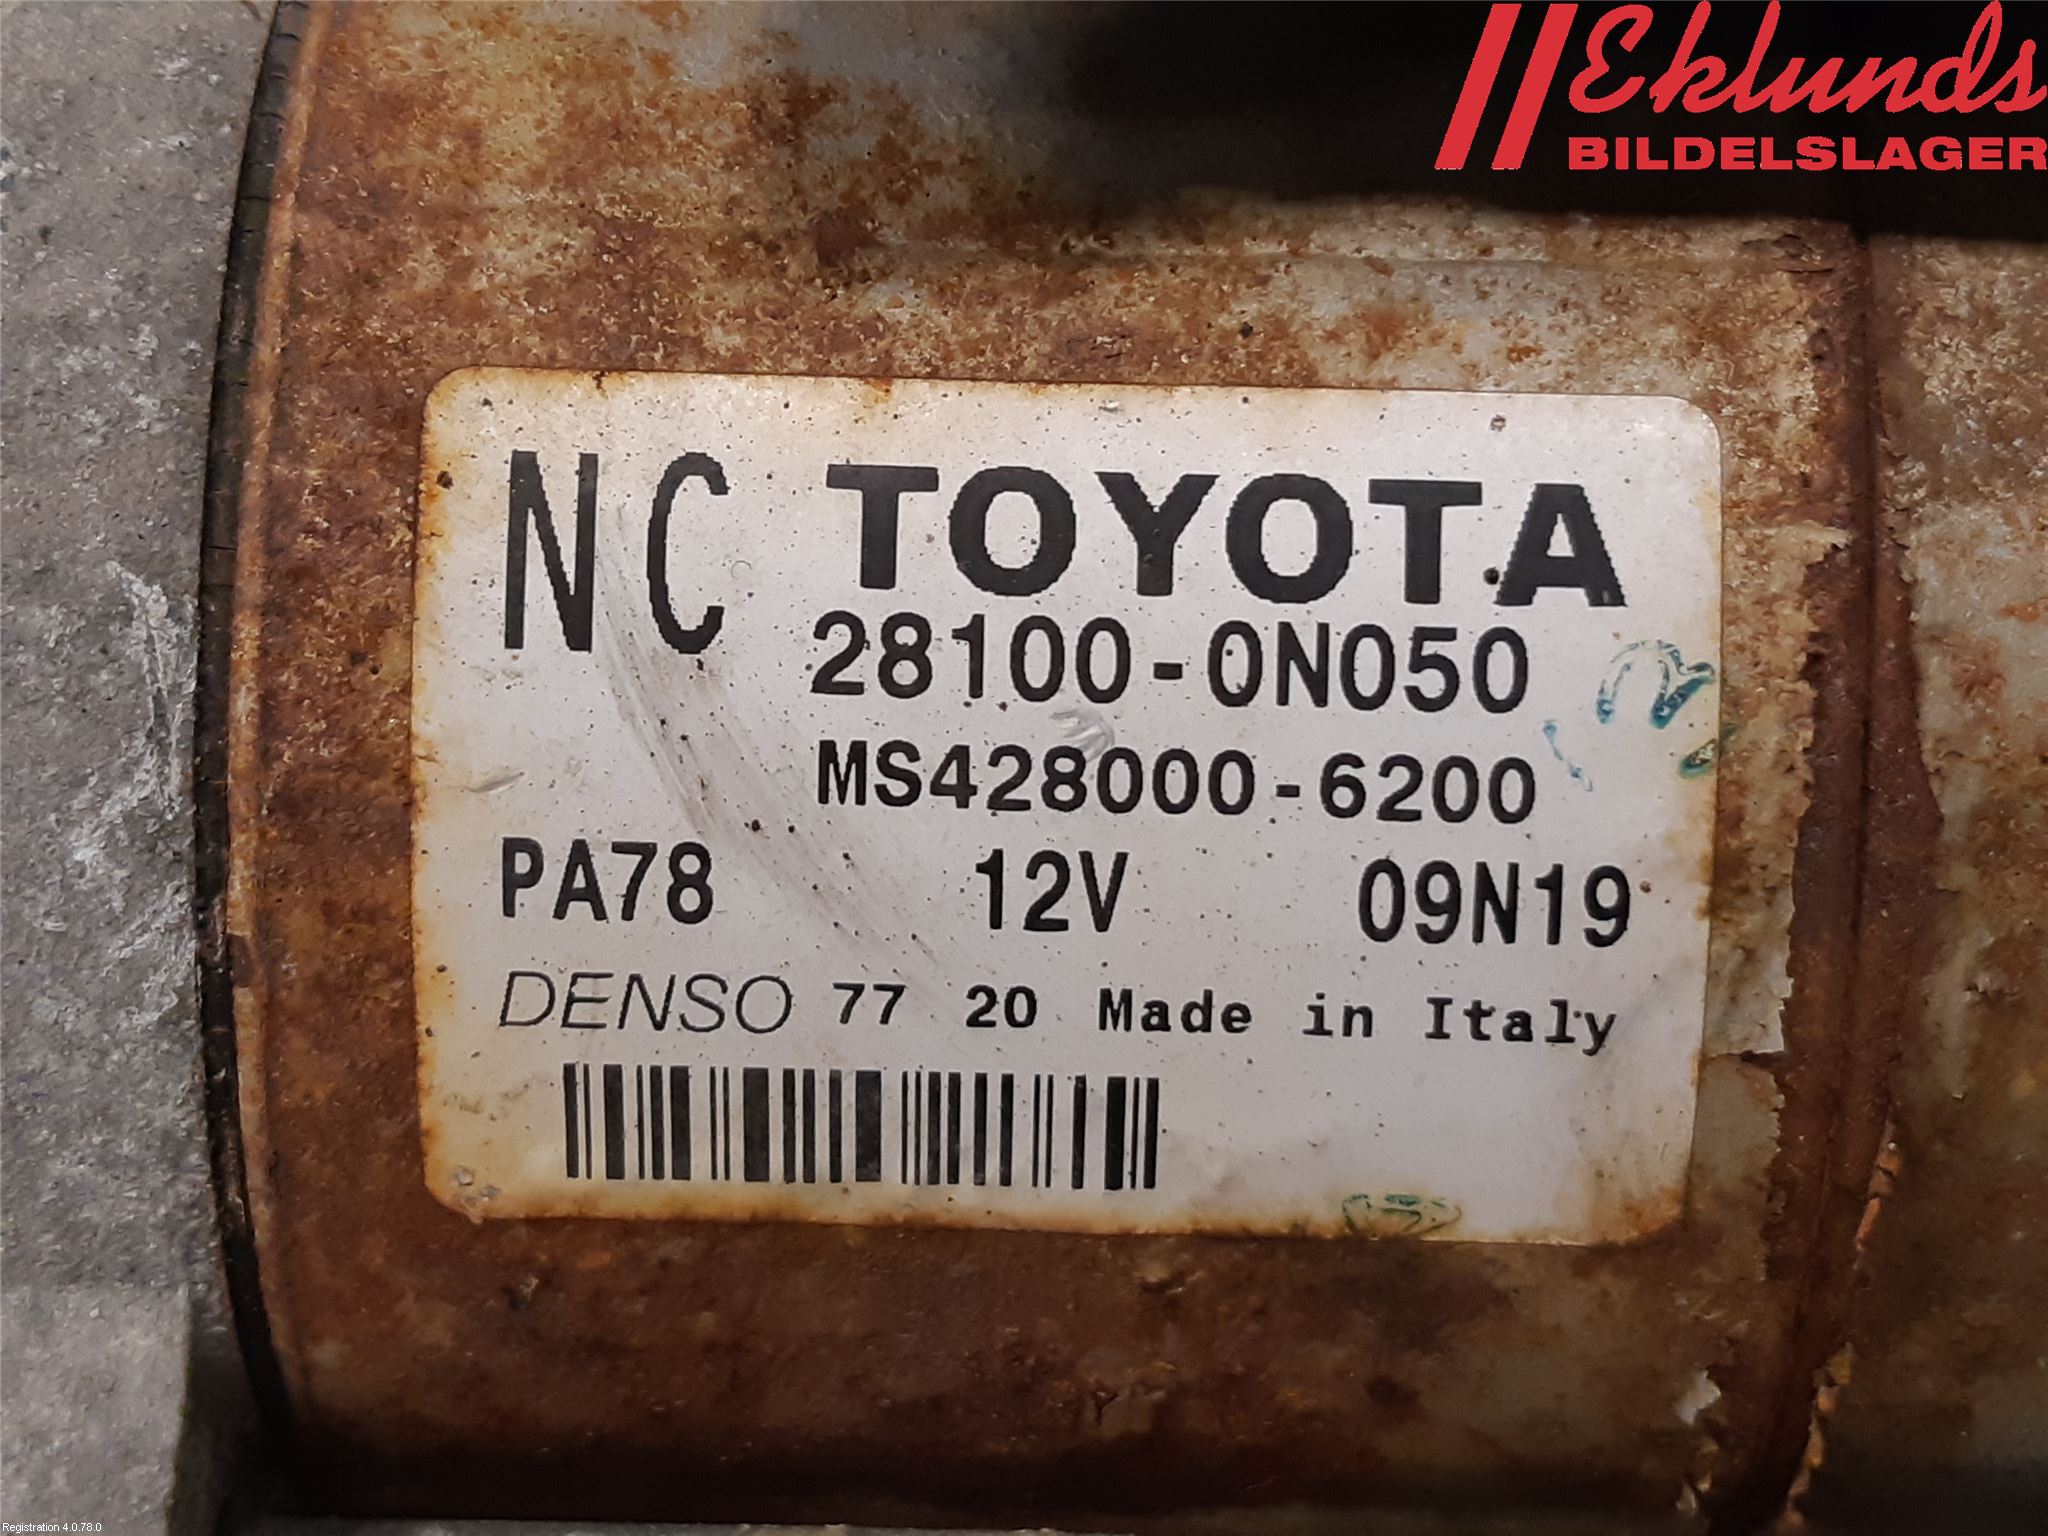 Eklunds
BILDELSLAGER
NC TOYOTA
28100-0N050
MS428000-6200
PA78 12V 09N19
DENSO 77 20 Made in Italy
Registration 4.0.78.0